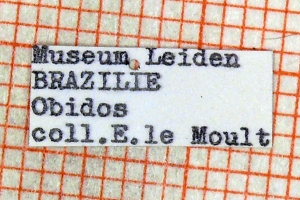 Museum Leiden
BRAZILIE
Obidos
coll.E.le Moult